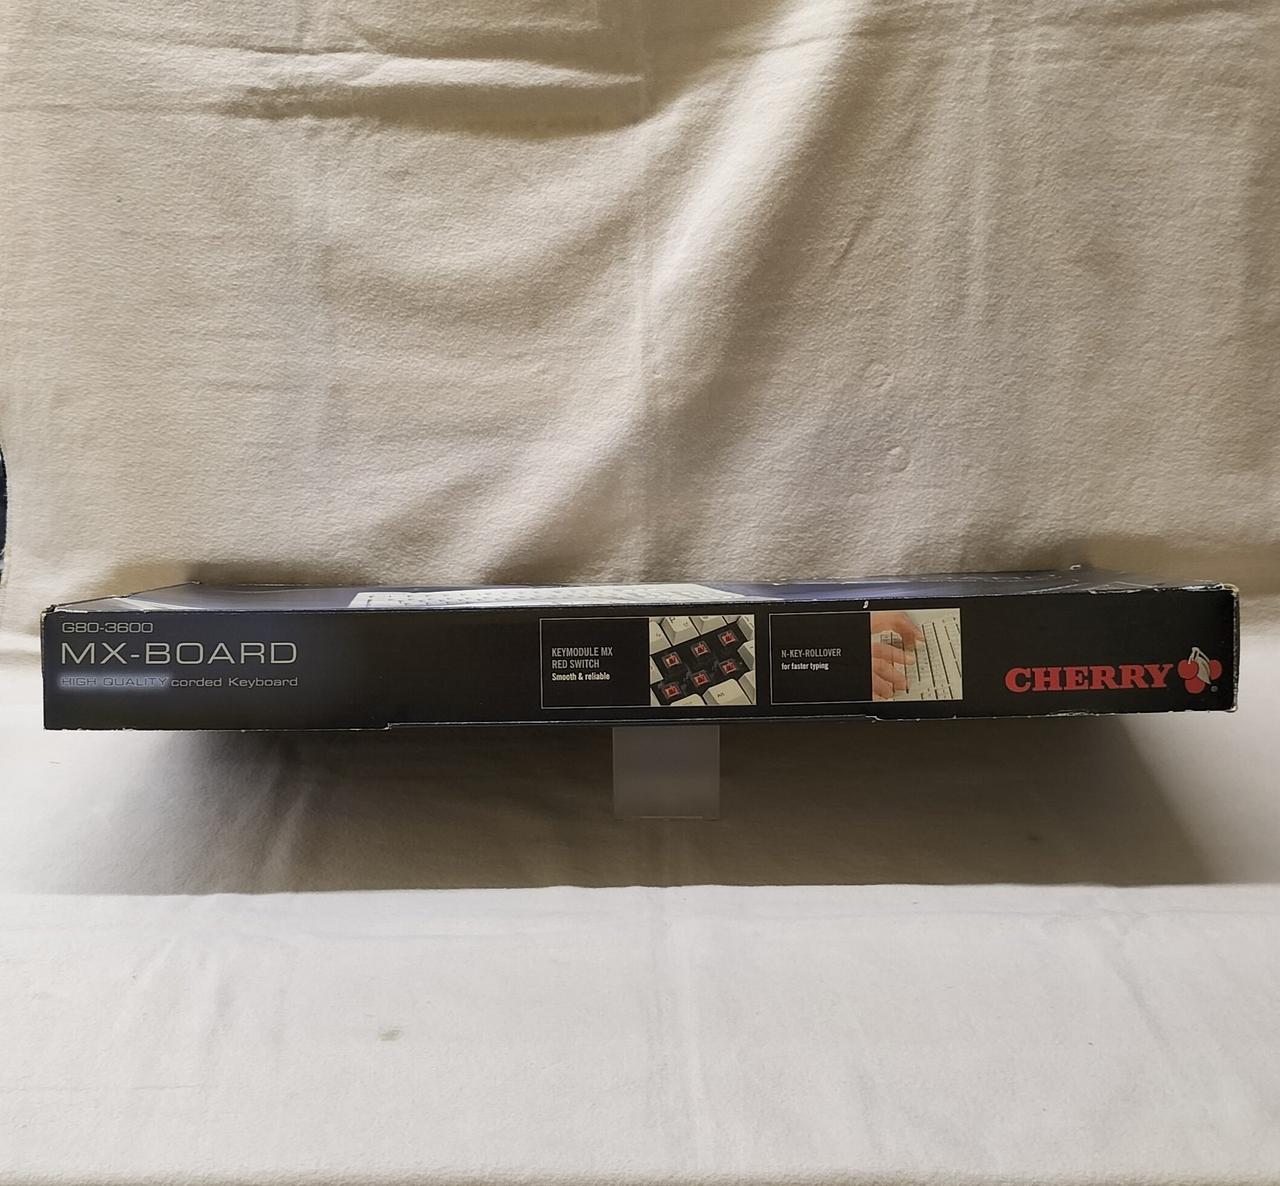 G80-3600
MX-BOARD
HIGH QUALITY corded Keyboard
KEYMODULE MX
RED SWITCH
Smooth & reliable
N-KEY-ROLLOVER
for faster typing
CHERRY